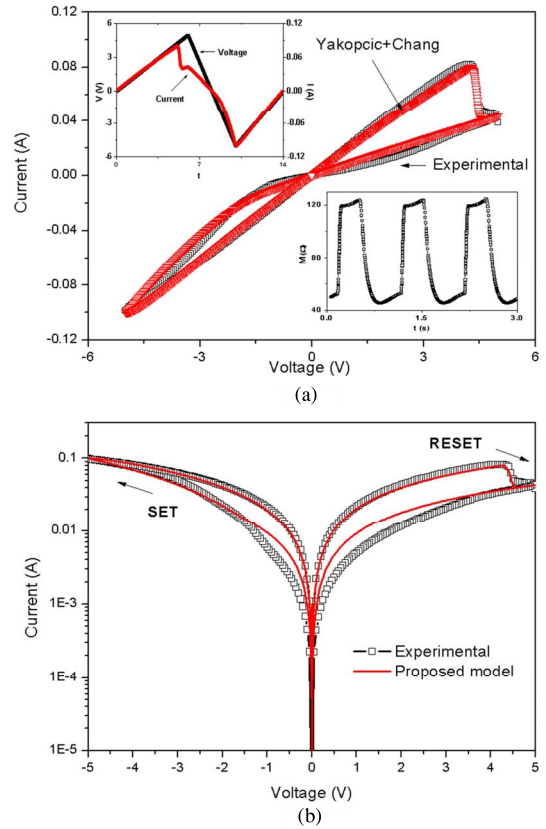 6
3
0
-3
-6
V (V)
0
7
14
t
0.12
0.06
0.00
-0.06
-0.12
I (A)
Voltage
Current
Yakopcic+Chang
Experimental
0.12
0.08
0.04
0.00
-0.04
-0.08
-0.12
Current (A)
120
80
40
M(Ω)
0.0
1.5
3.0
t (s)
-6 -3 0 3 6
Voltage (V)
(a)
RESET
SET
0.1
0.01
1E-3
1E-4
1E-5
Current (A)
Experimental
Proposed model
-5 -4 -3 -2 -1 0 1 2 3 4 5
Voltage (V)
(b)